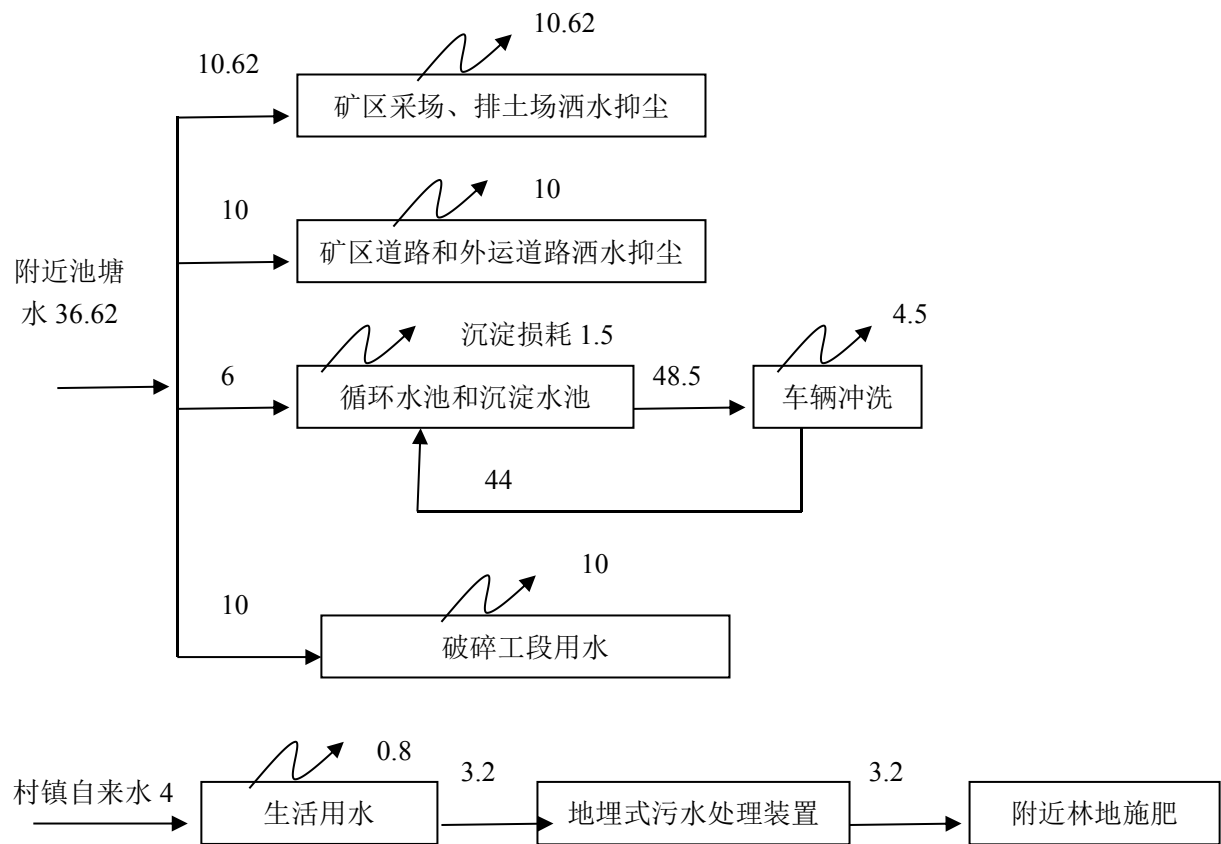 10.62
10.62
矿区采场、排土场洒水抑尘
10
10
矿区道路和外运道路洒水抑尘
附近池塘
水 36.62
沉淀损耗 1.5
4.5
6
循环水池和沉淀水池
48.5
车辆冲洗
44
10
10
破碎工段用水
村镇自来水 4
0.8
生活用水
3.2
地埋式污水处理装置
3.2
附近林地施肥